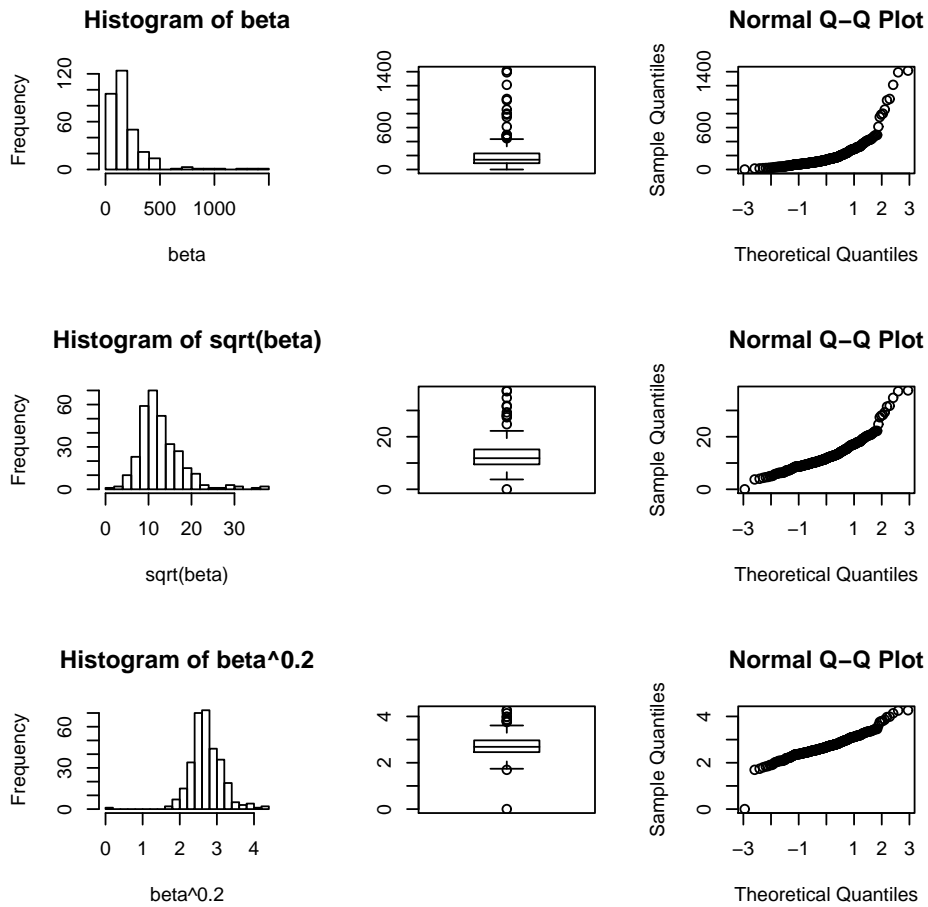 Histogram of beta
Frequency
0 60 120
0 500 1000
beta
0 600 1400
Normal Q−Q Plot
Sample Quantiles
0 600 1400
−3 −1 1 2 3
Theoretical Quantiles
Histogram of sqrt(beta)
Frequency
0 30 60
0 10 20 30
sqrt(beta)
0 20
Normal Q−Q Plot
Sample Quantiles
0 20
−3 −1 1 2 3
Theoretical Quantiles
Histogram of beta^0.2
Frequency
0 30 60
0 1 2 3 4
beta^0.2
0 2 4
Normal Q−Q Plot
Sample Quantiles
0 2 4
−3 −1 1 2 3
Theoretical Quantiles